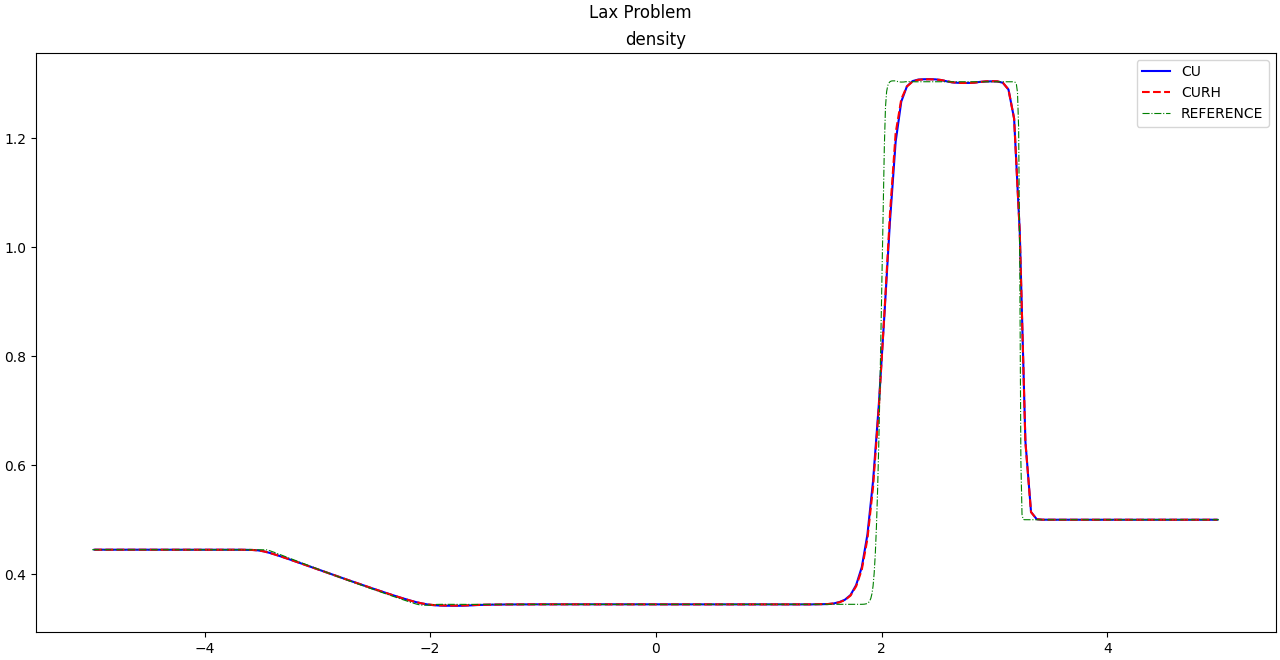 Lax Problem
density
CU
CURH
REFERENCE
1.2
1.0
0.8
0.6
0.4
−4
−2
0
2
4